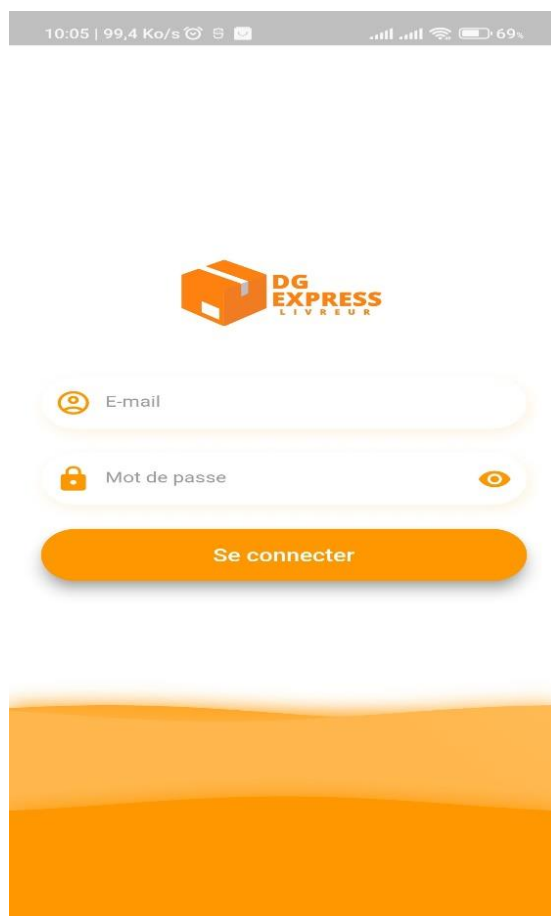 10:05 | 99,4 Ko/s
69%
DG
EXPRESS
LIVREUR
E-mail
Mot de passe
Se connecter